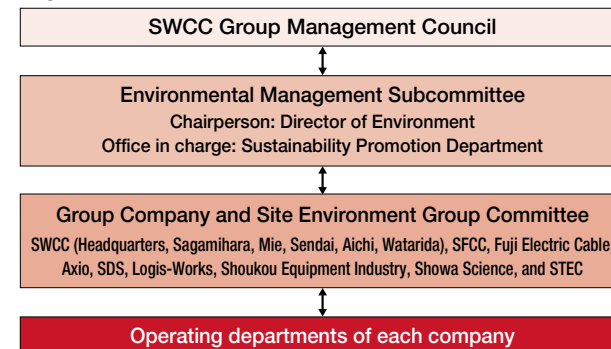 SWCC Group Management Council
Environmental Management Subcommittee
Chairperson: Director of Environment
Office in charge: Sustainability Promotion Department
Group Company and Site Environment Group Committee
SWCC (Headquarters, Sagamihara, Mie, Sendai, Aichi, Watarida), SFCC, Fuji Electric Cable
Axio, SDS, Logis-Works, Shoukou Equipment Industry, Showa Science, and STEC
Operating departments of each company